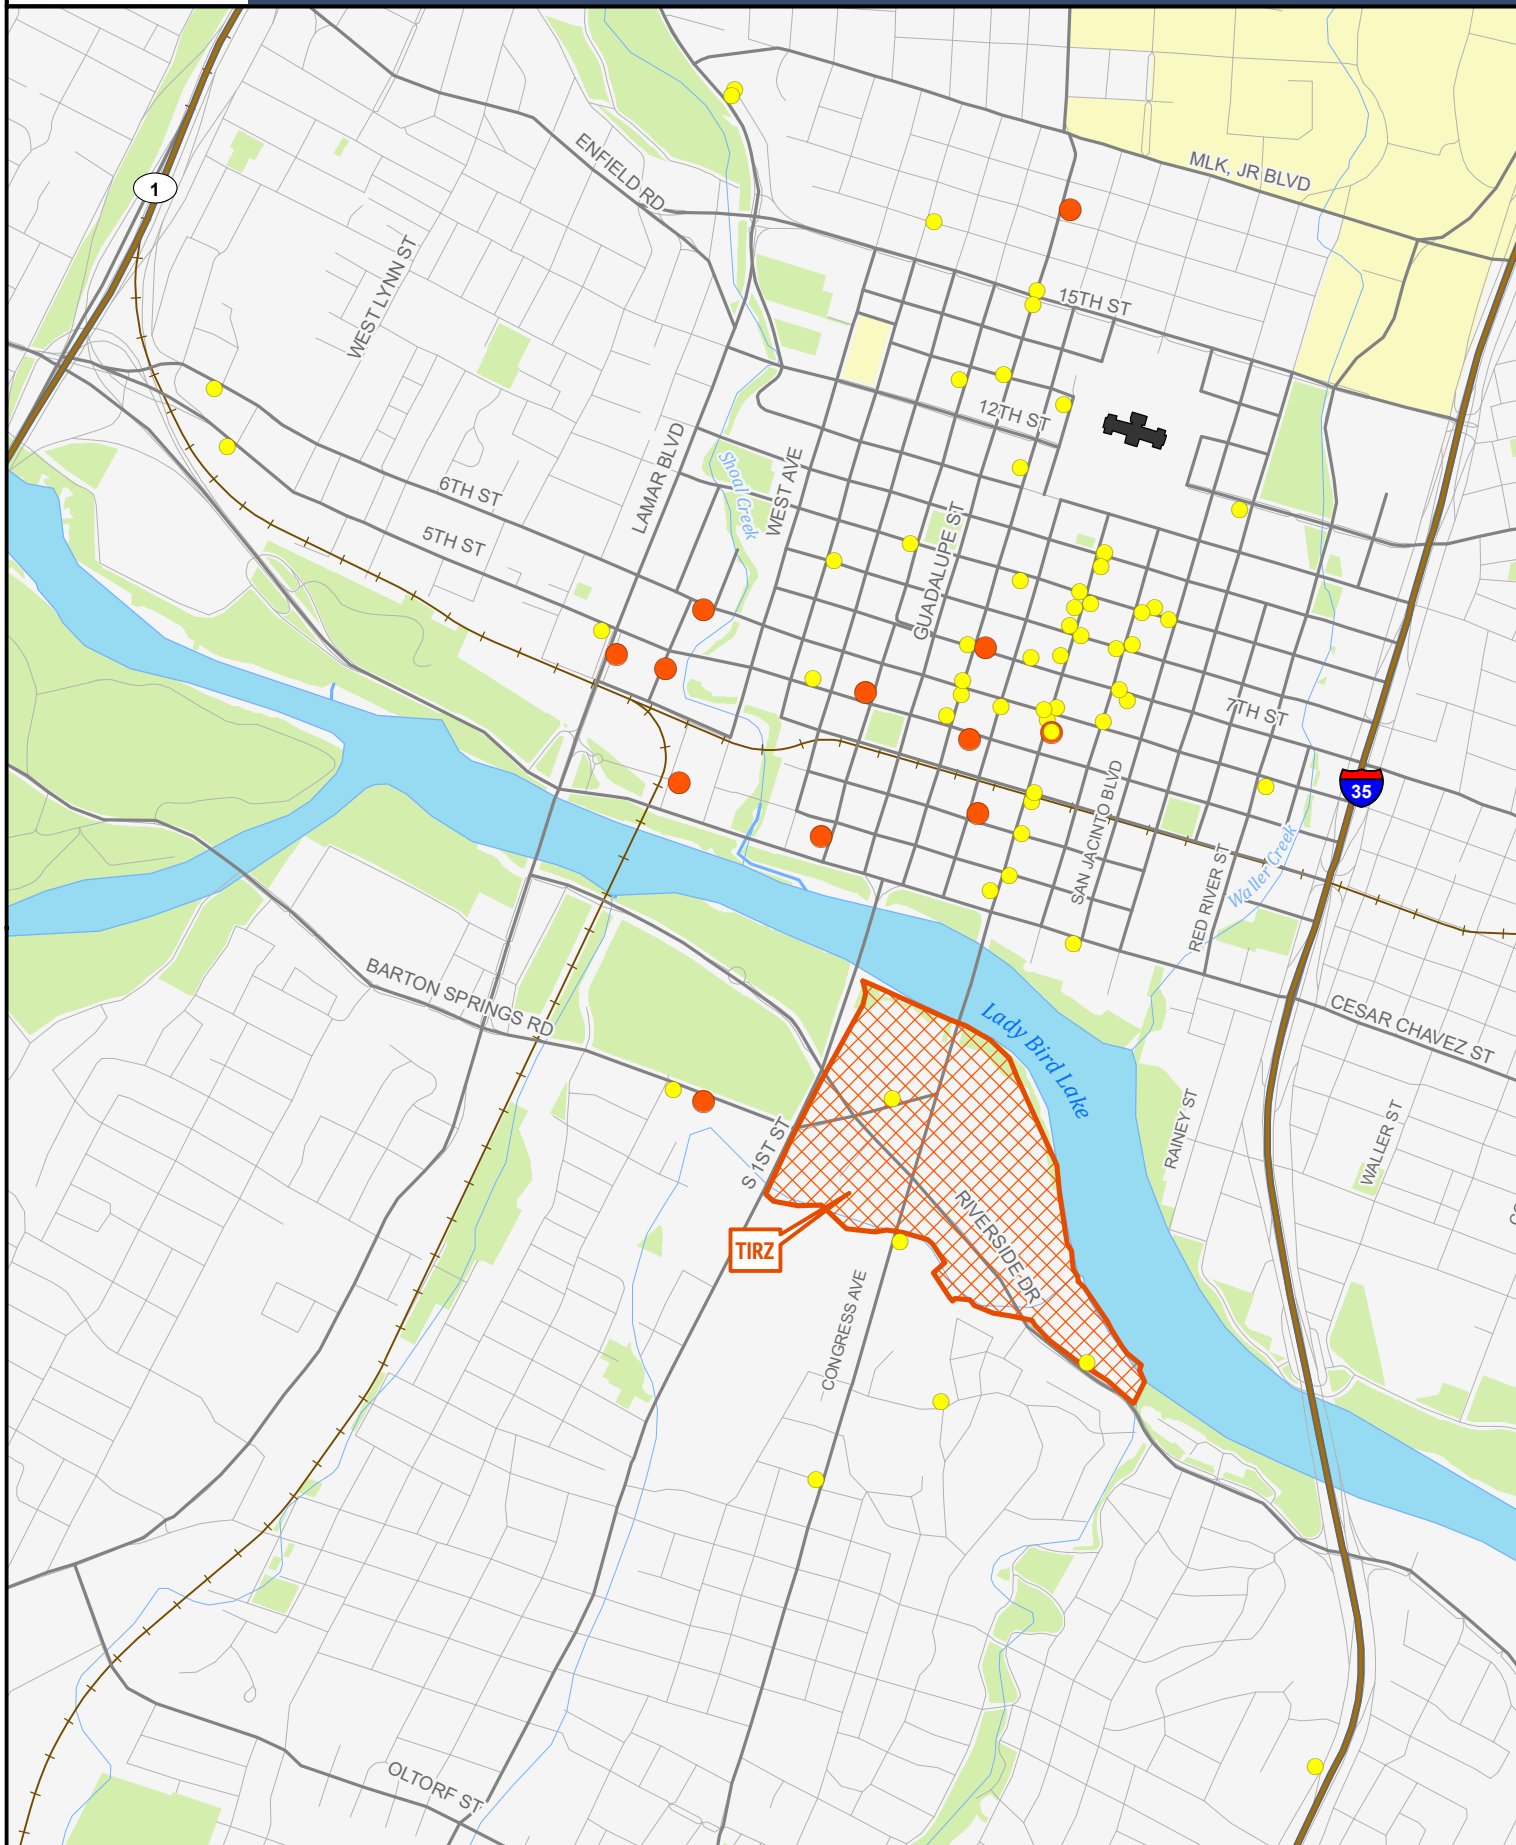 ENFIELD RD
MLK, JR BLVD
1
WEST LYNN ST
15TH ST
12TH ST
LAMAR BLVD
Shoal Creek
WEST AVE
6TH ST
5TH ST
GUADALUPE ST
7TH ST
35
SAN JACINTO BLVD
RED RIVER ST
Waller Creek
BARTON SPRINGS RD
Lady Bird Lake
CESAR CHAVEZ ST
RAINEY ST
WALLER ST
S 1ST ST
RIVERSIDE DR
TIRZ
CONGRESS AVE
OLTORF ST